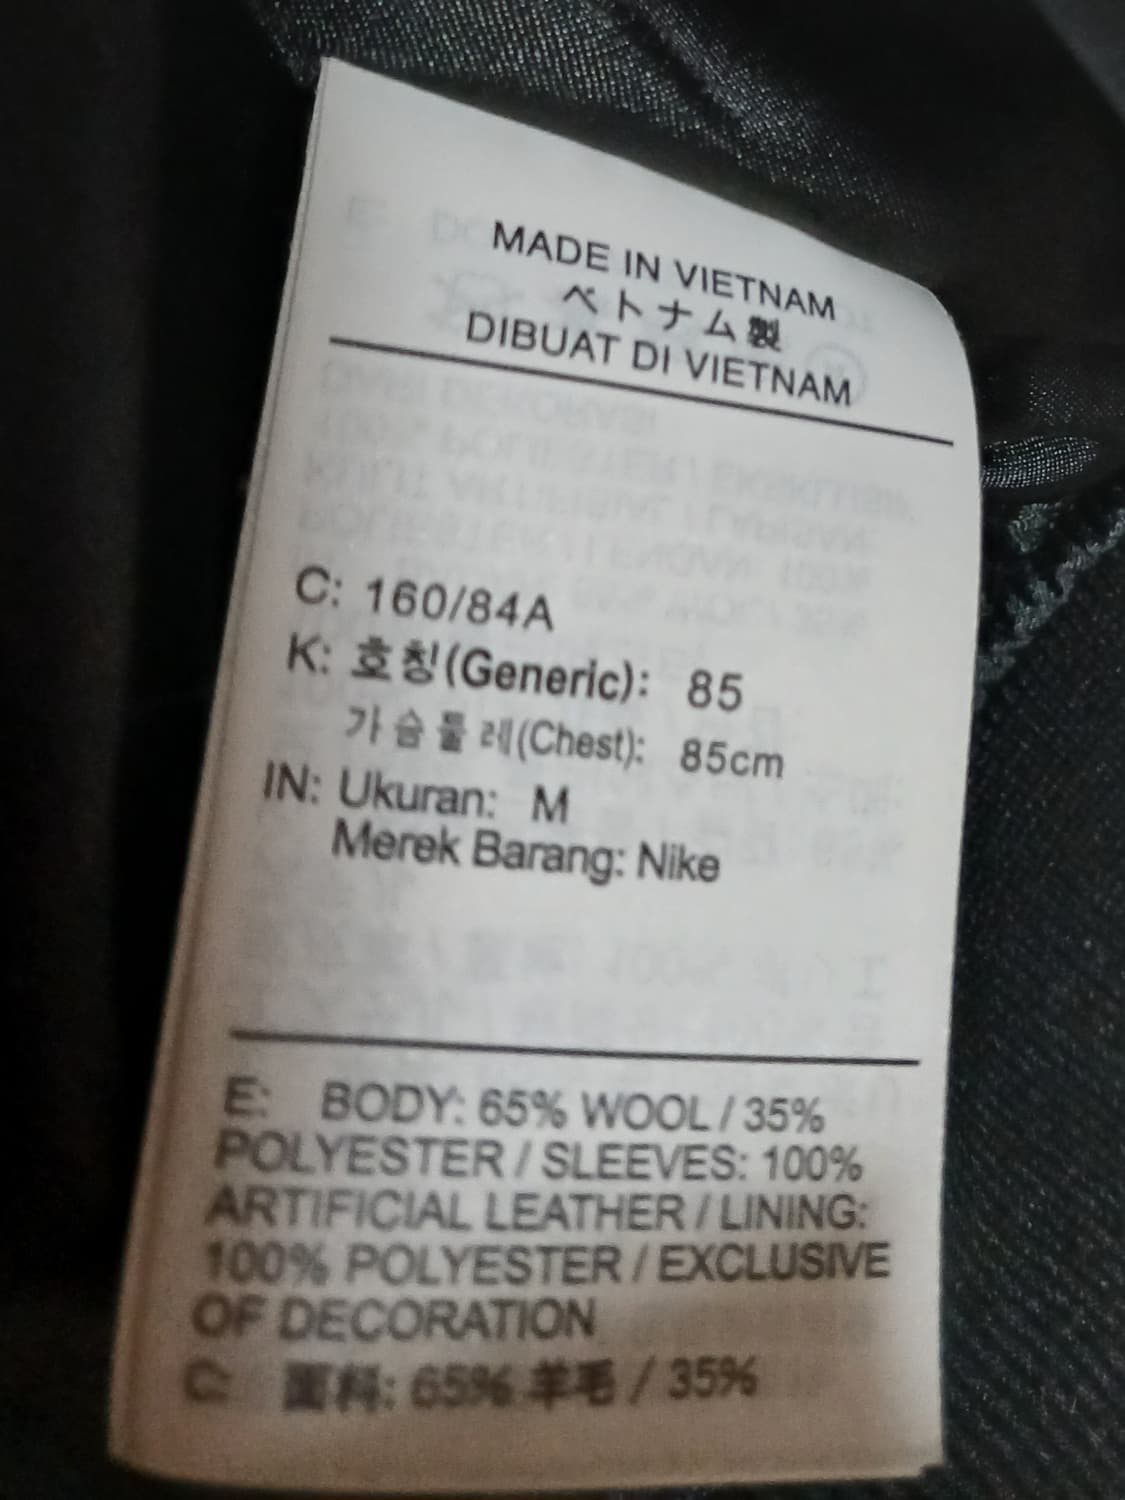 MADE IN VIETNAM
ベトナム製
DIBUAT DI VIETNAM
C: 160/84A
K: 호칭(Generic): 85
가슴둘레(Chest): 85cm
IN: Ukuran: M
Merek Barang: Nike
E: BODY: 65% WOOL / 35%
POLYESTER / SLEEVES: 100%
ARTIFICIAL LEATHER / LINING:
100% POLYESTER / EXCLUSIVE
OF DECORATION
C: 面料: 65% 羊毛 / 35%